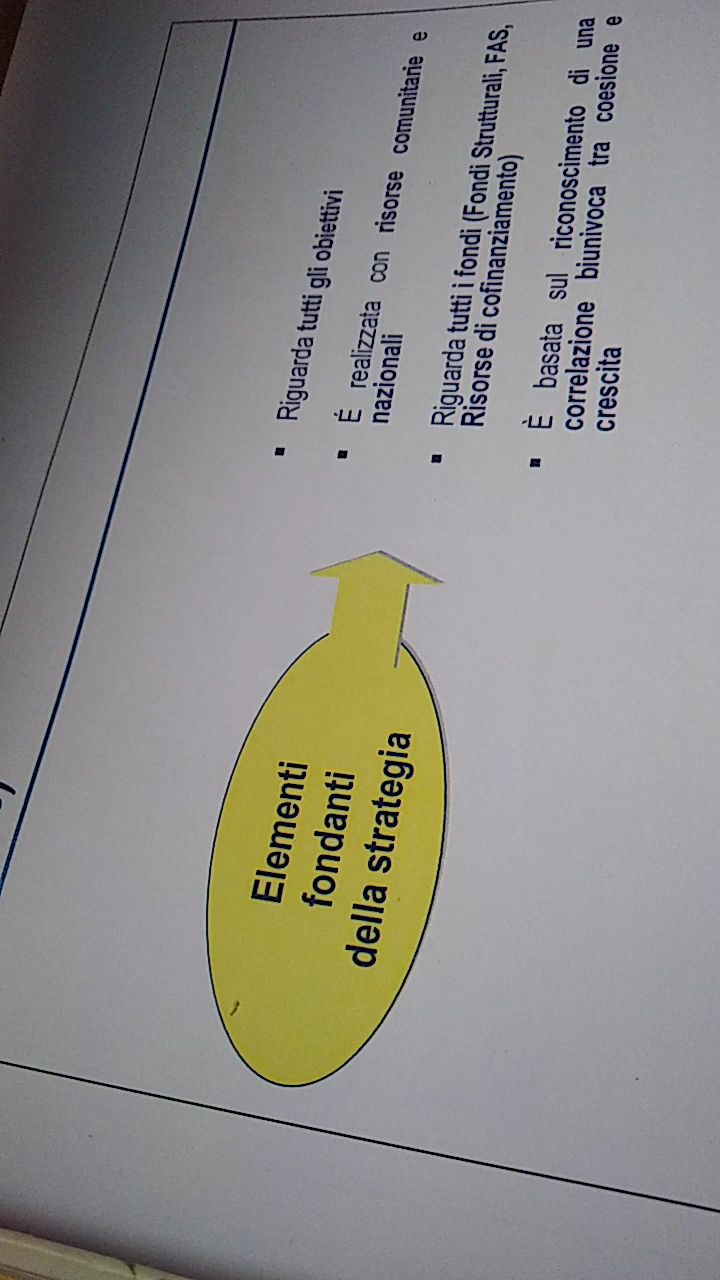 Elementi
fondanti
della strategia
▪ Riguarda tutti gli obiettivi
▪ É realizzata con risorse comunitarie e
nazionali
▪ Riguarda tutti i fondi (Fondi Strutturali, FAS,
Risorse di cofinanziamento)
▪ È basata sul riconoscimento di una
correlazione biunivoca tra coesione e
crescita